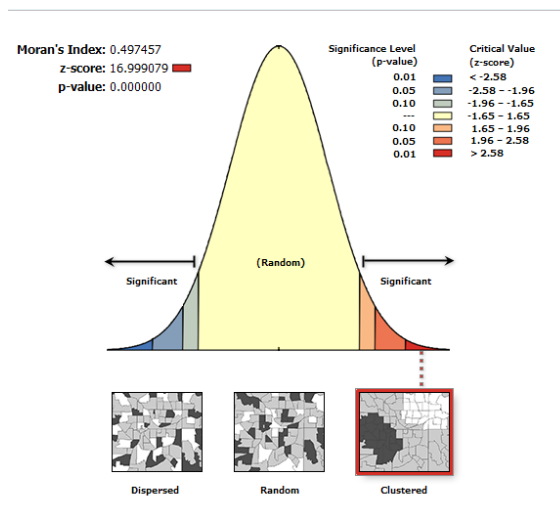 Moran's Index: 0.497457
z-score: 16.999079
p-value: 0.000000
Significance Level
(p-value)
Critical Value
(z-score)
0.01 < -2.58
0.05 -2.58 – -1.96
0.10 -1.96 – -1.65
--- -1.65 – 1.65
0.10 1.65 – 1.96
0.05 1.96 – 2.58
0.01 > 2.58
(Random)
Significant
Significant
Dispersed
Random
Clustered